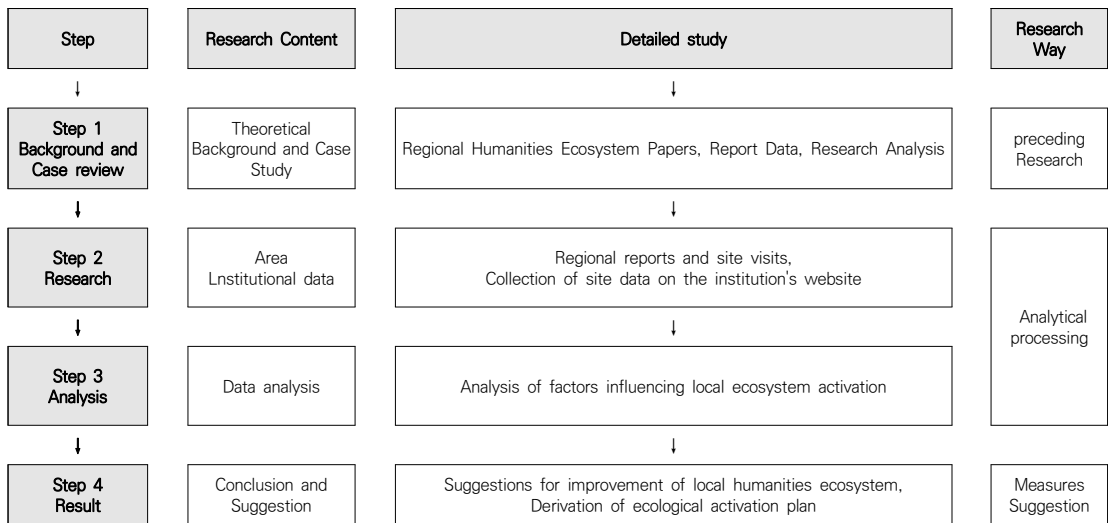 Step
Research Content
Detailed study
Research
Way
Step 1
Background and
Case review
Theoretical
Background and Case
Study
Regional Humanities Ecosystem Papers, Report Data, Research Analysis
preceding
Research
Step 2
Research
Area
Lnstitutional data
Regional reports and site visits,
Collection of site data on the institution's website
Analytical
processing
Step 3
Analysis
Data analysis
Analysis of factors influencing local ecosystem activation
Step 4
Result
Conclusion and
Suggestion
Suggestions for improvement of local humanities ecosystem,
Derivation of ecological activation plan
Measures
Suggestion